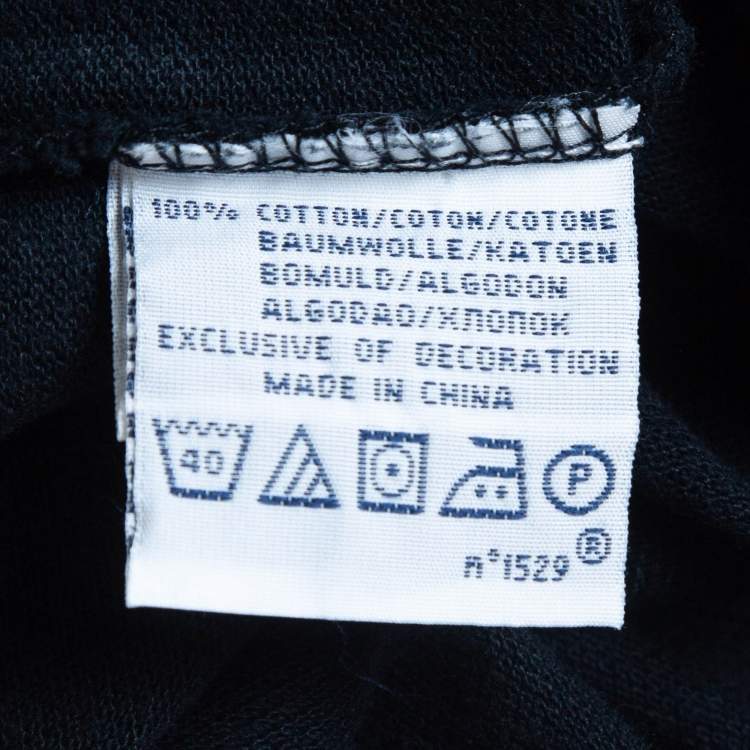 100% COTTON/COTON/COTONE
BAUMWOLLE/KATOEN
BOMULD/ALGODON
ALGODAO/ХЛОПОК
EXCLUSIVE OF DECORATION
MADE IN CHINA
40 P
n°1529 ®